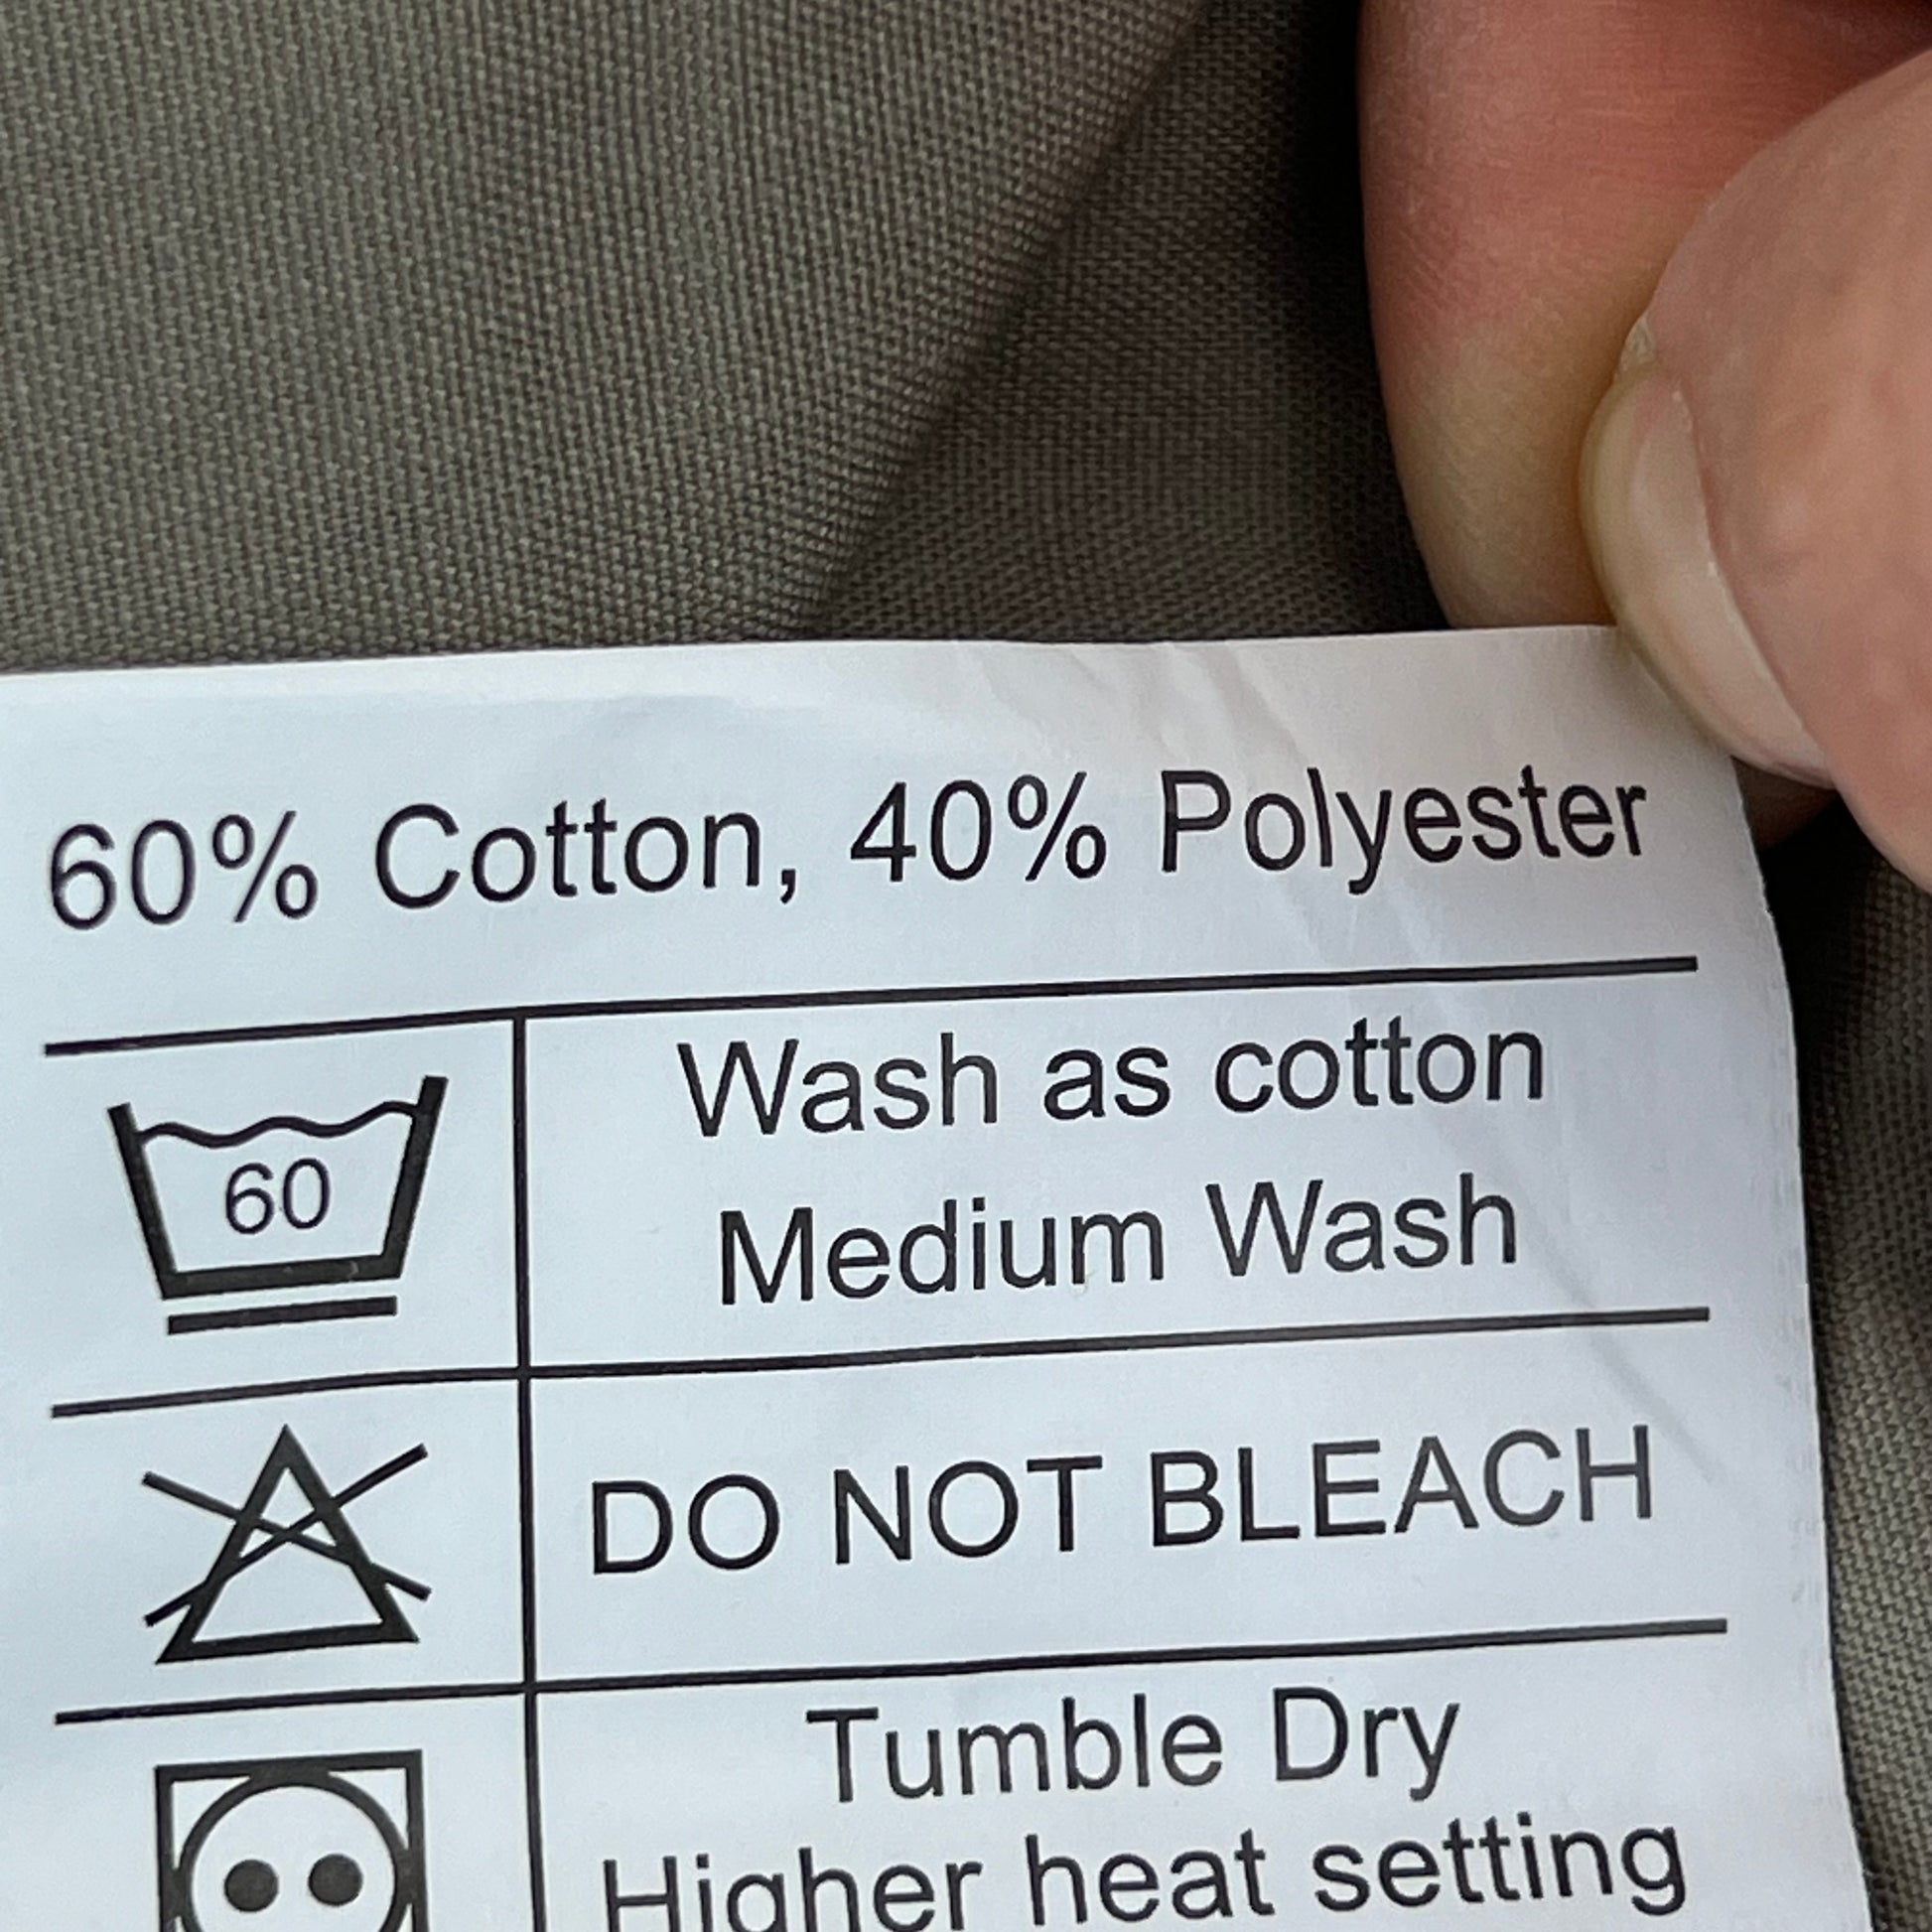 60% Cotton, 40% Polyester
60
Wash as cotton
Medium Wash
DO NOT BLEACH
Tumble Dry
Higher heat setting